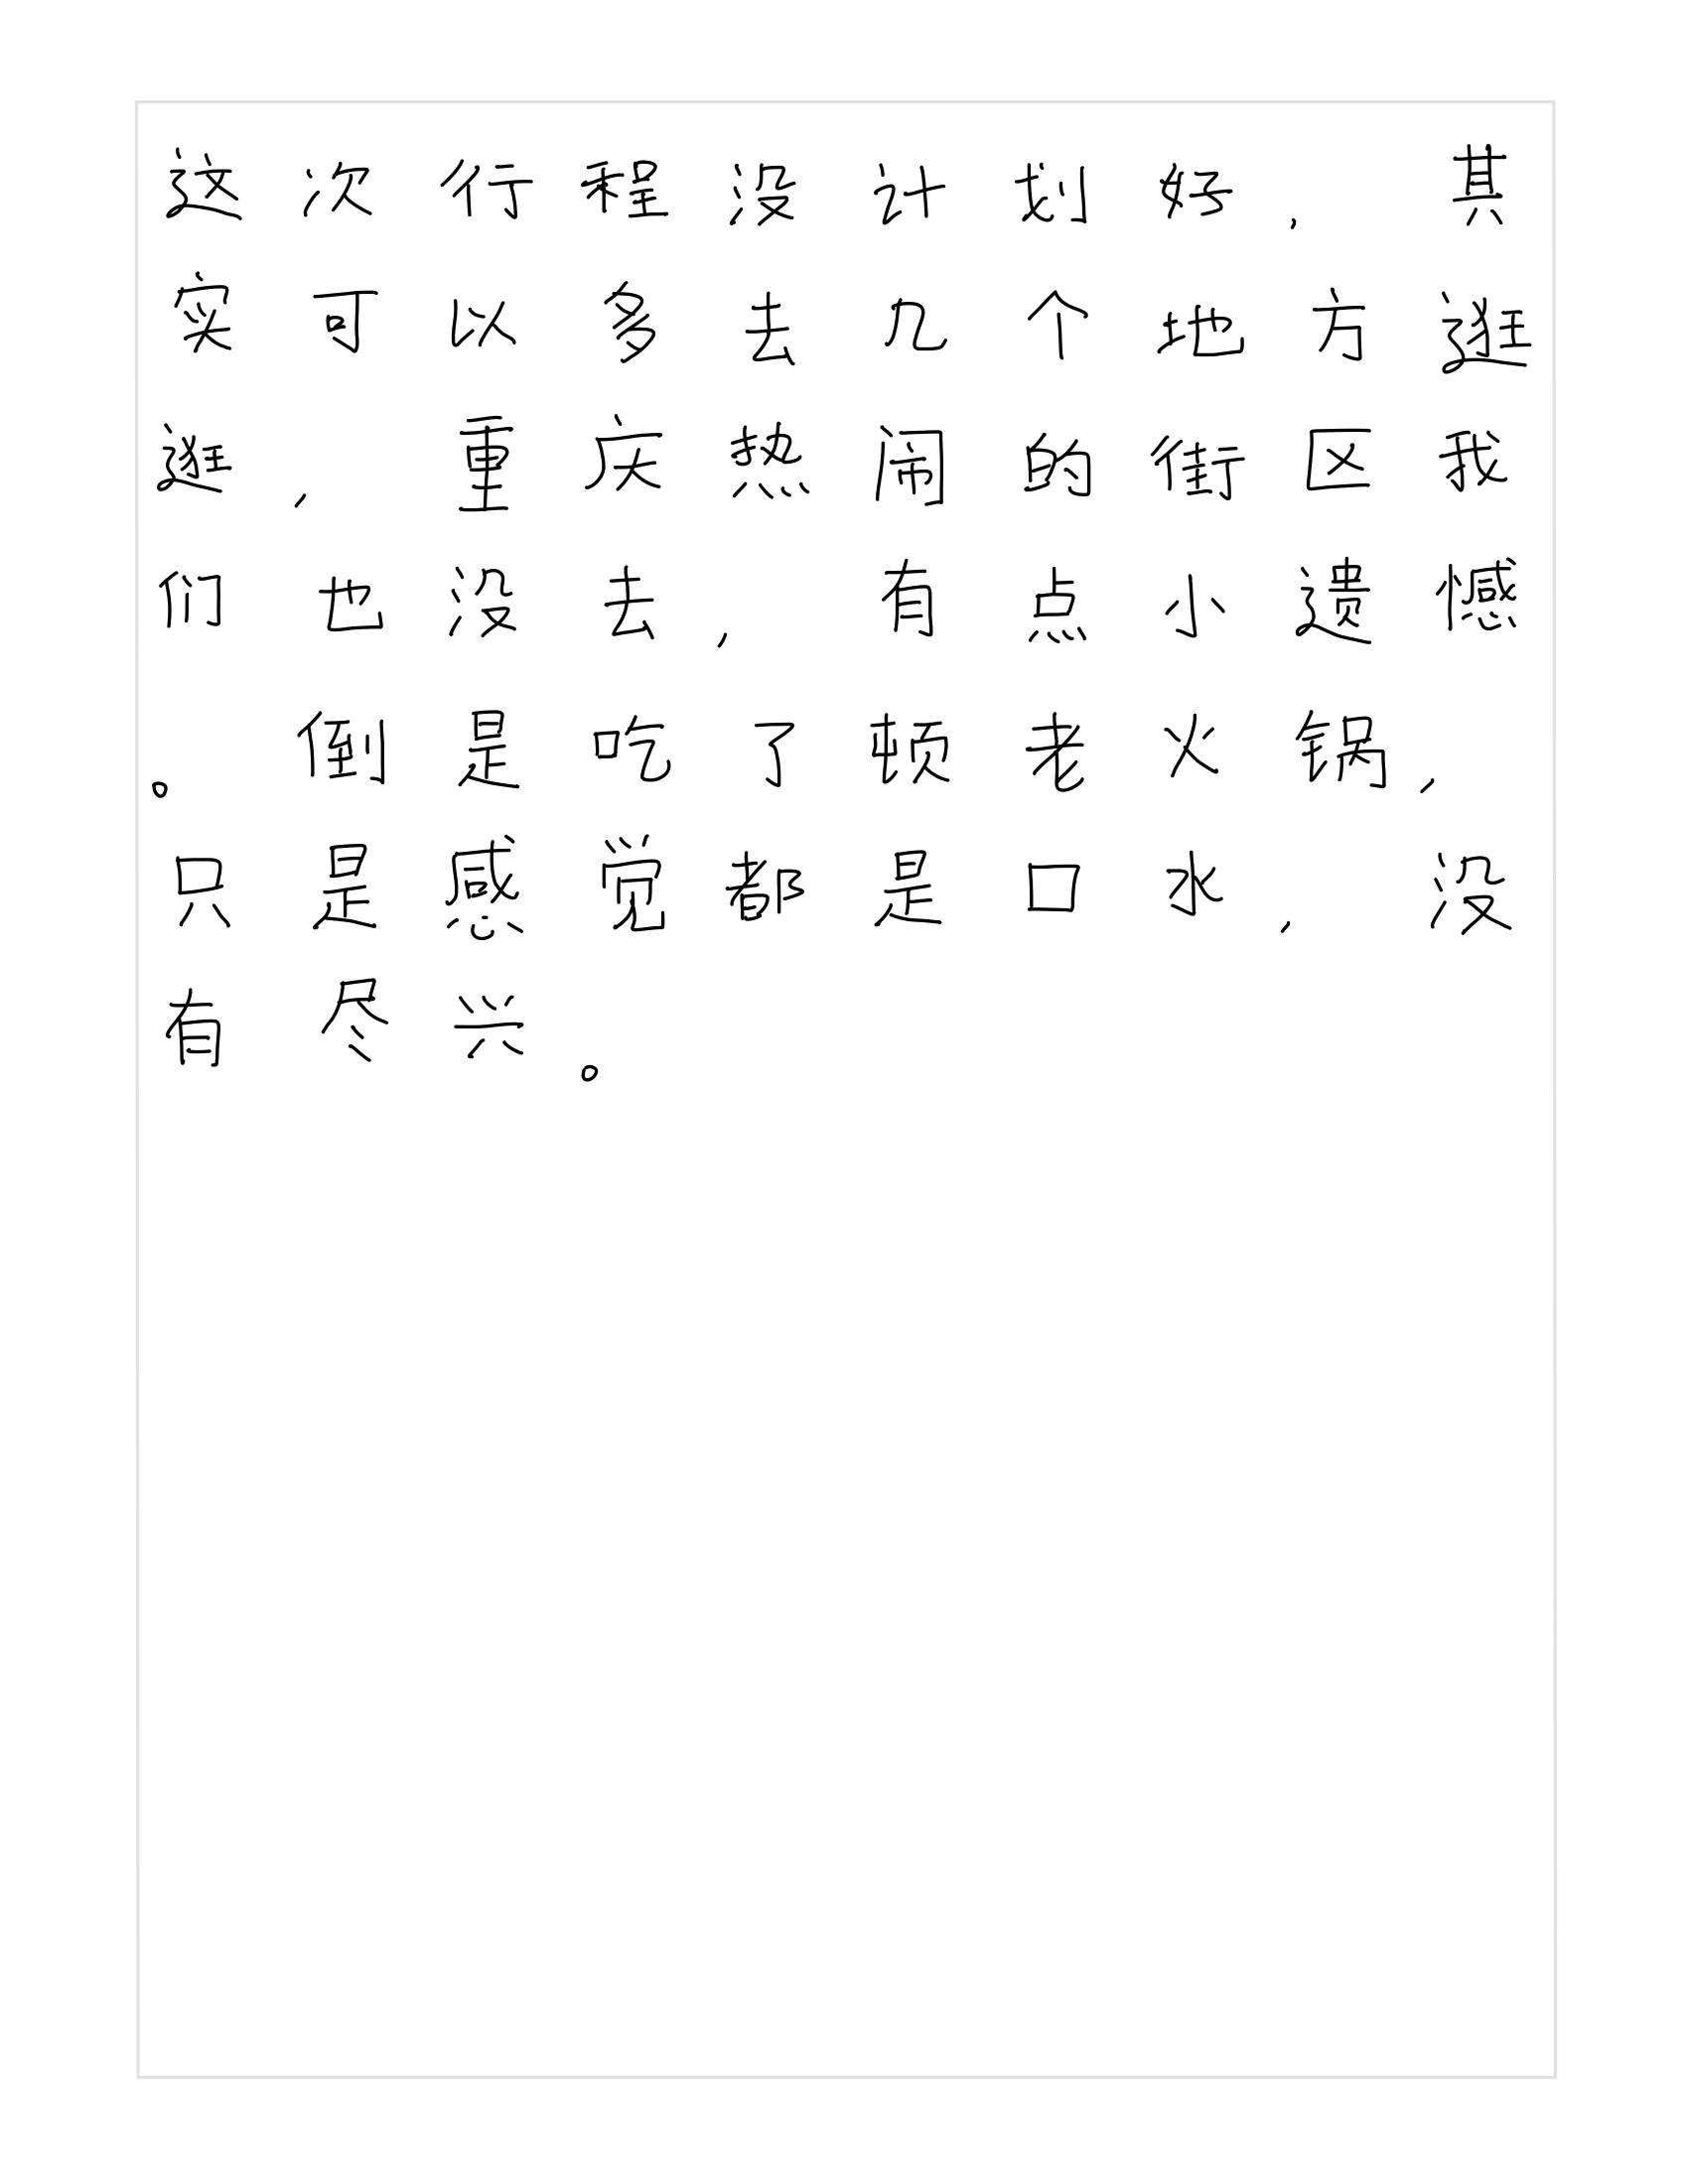 这次行程没计划好，其
实可以多去几个地方逛
逛，重庆热闹的街区我
们也没去，有点小遗憾
。倒是吃了顿老火锅，
只是感觉都是口水，没
有尽兴。